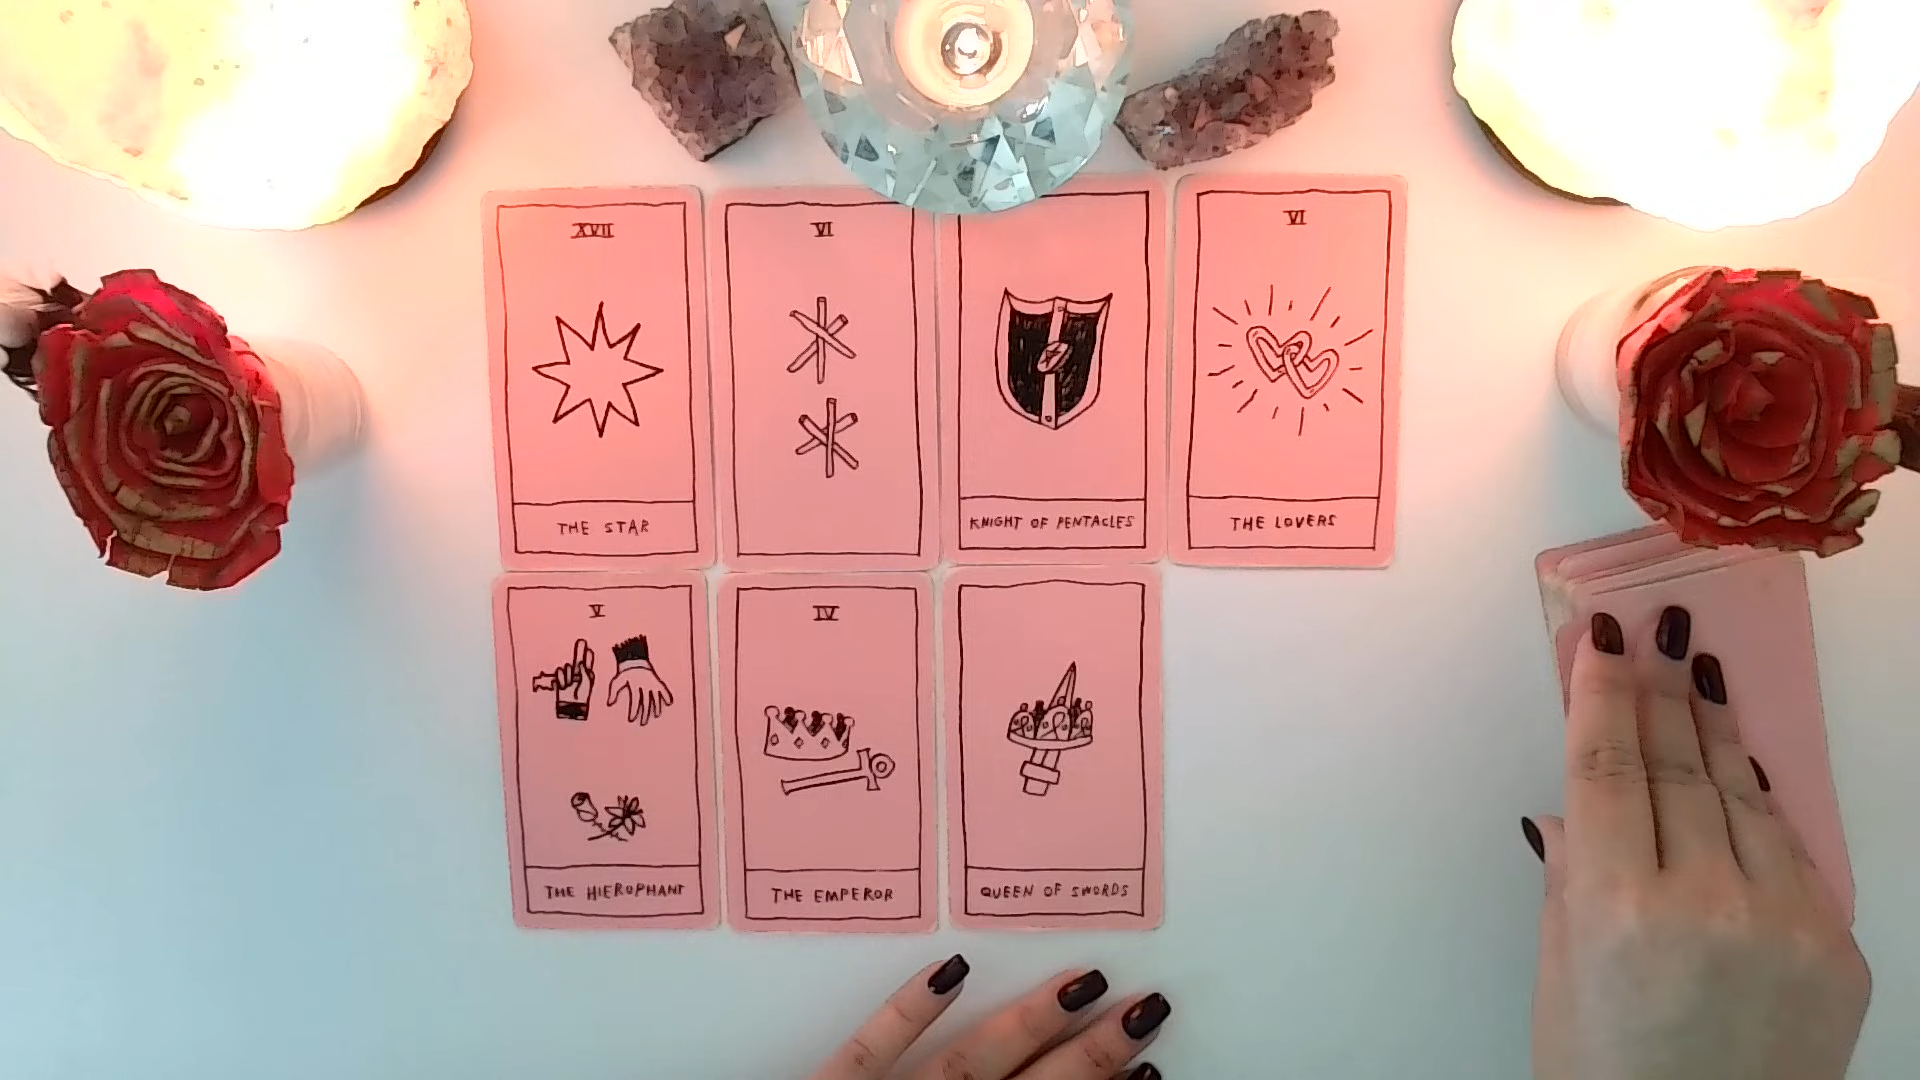 XVII
THE STAR
VI
KNIGHT OF PENTACLES
VI
THE LOVERS
V
THE HIEROPHANT
IV
THE EMPEROR
QUEEN OF SWORDS